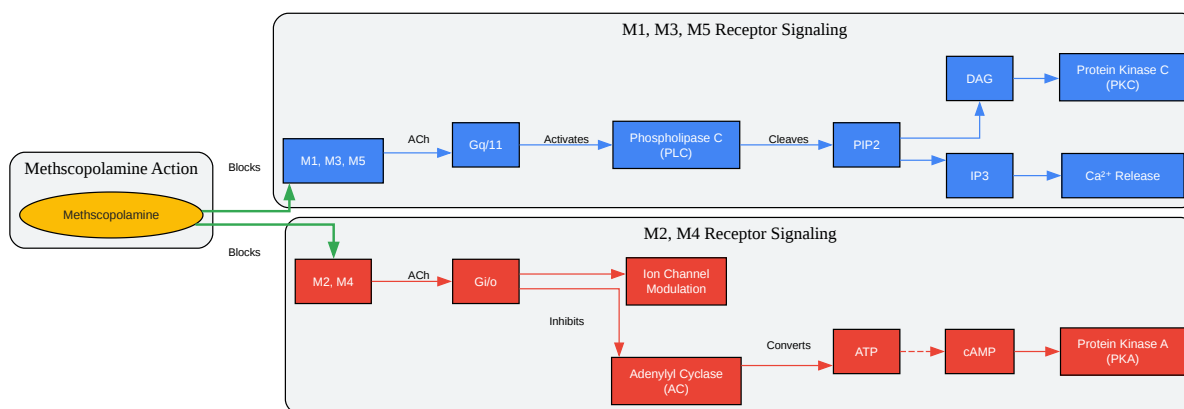 M1, M3, M5 Receptor Signaling
DAG
Protein Kinase C
(PKC)
M1, M3, M5
ACh
Gq/11
Activates
Phospholipase C
(PLC)
Cleaves
PIP2
IP3
Ca²⁺ Release
Methscopolamine Action
Methscopolamine
Blocks
Blocks
M2, M4 Receptor Signaling
M2, M4
ACh
Gi/o
Ion Channel
Modulation
Inhibits
Adenylyl Cyclase
(AC)
Converts
ATP
cAMP
Protein Kinase A
(PKA)